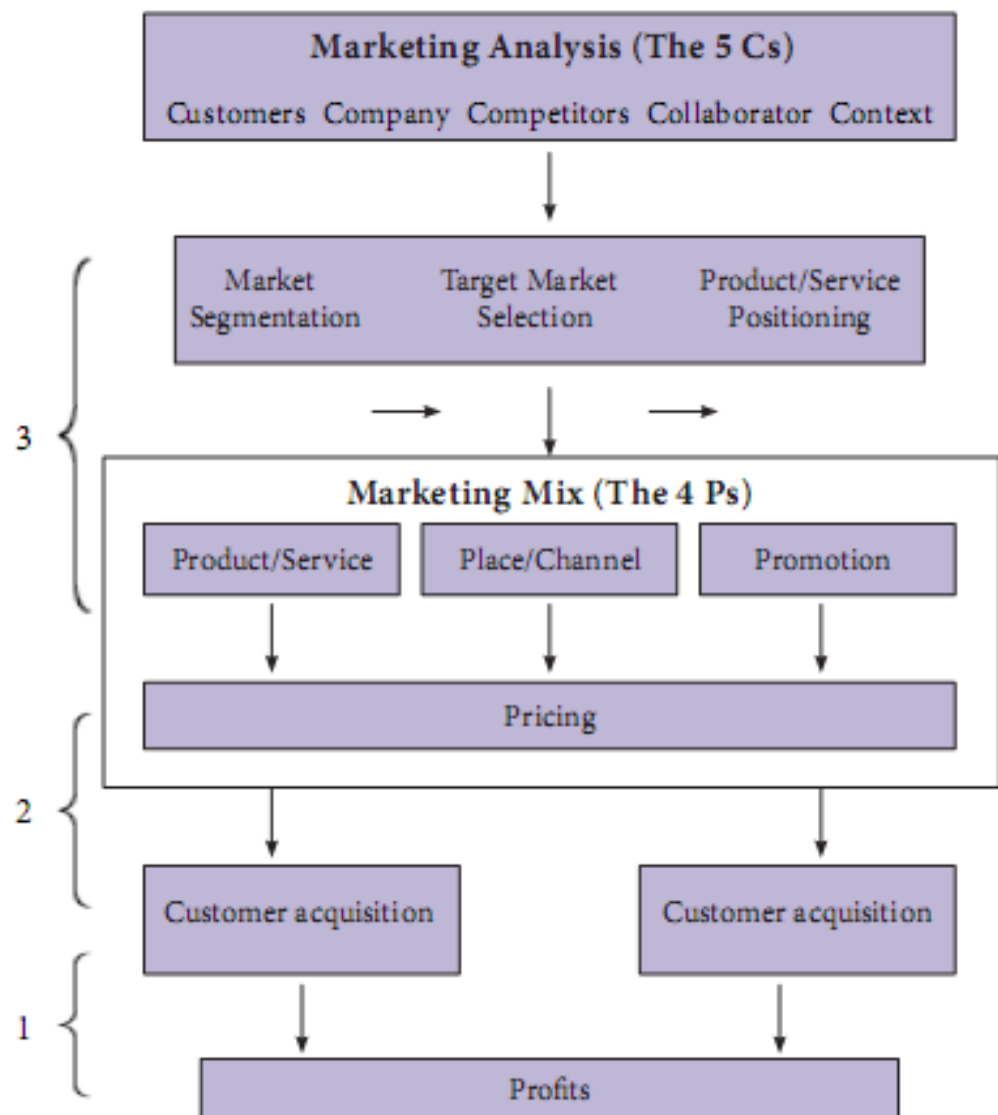 Marketing Analysis (The 5 Cs)
Customers Company Competitors Collaborator Context
Market Segmentation
Target Market Selection
Product/Service Positioning
3
Marketing Mix (The 4 Ps)
Product/Service
Place/Channel
Promotion
Pricing
2
Customer acquisition
Customer acquisition
1
Profits